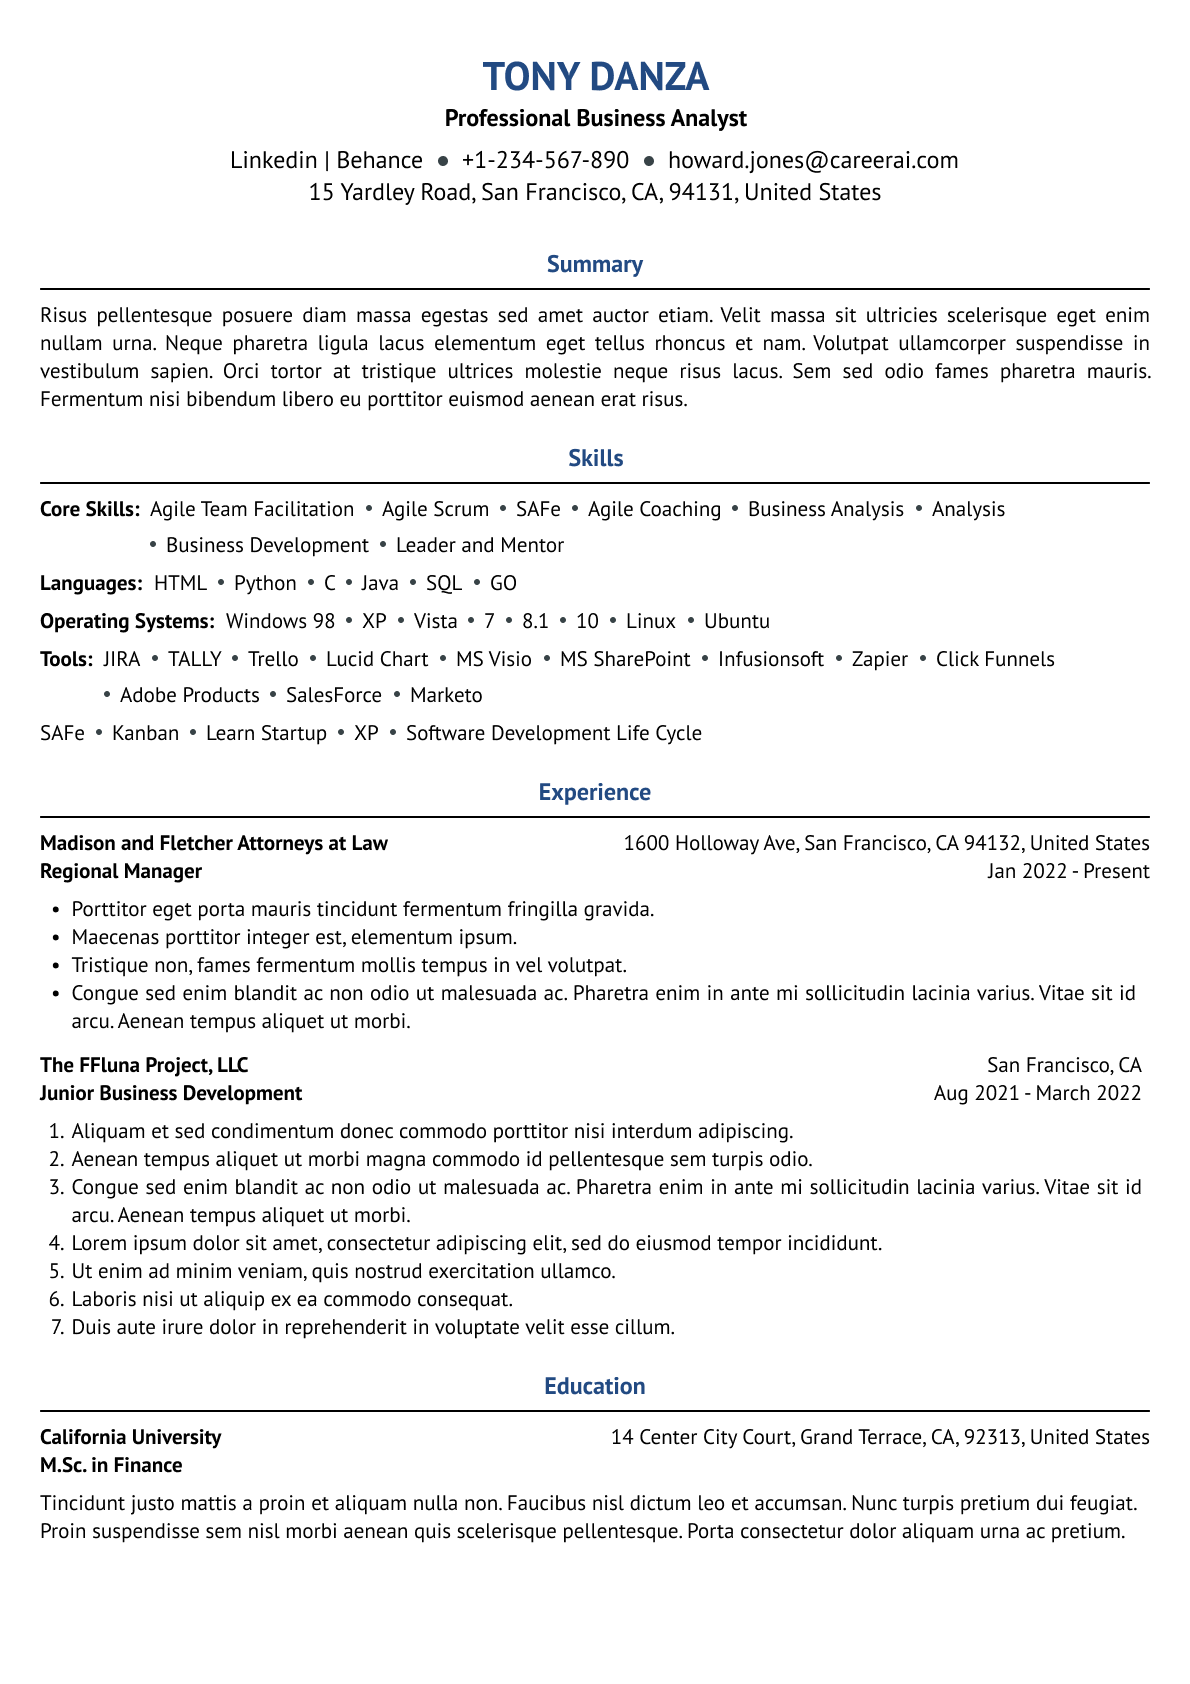 TONY DANZA
Professional Business Analyst
Linkedin | Behance ● +1-234-567-890 ● howard.jones@careerai.com
15 Yardley Road, San Francisco, CA, 94131, United States
Summary
Risus pellentesque posuere diam massa egestas sed amet auctor etiam. Velit massa sit ultricies scelerisque eget enim
nullam urna. Neque pharetra ligula lacus elementum eget tellus rhoncus et nam. Volutpat ullamcorper suspendisse in
vestibulum sapien. Orci tortor at tristique ultrices molestie neque risus lacus. Sem sed odio fames pharetra mauris.
Fermentum nisi bibendum libero eu porttitor euismod aenean erat risus.
Skills
Core Skills: Agile Team Facilitation • Agile Scrum • SAFe • Agile Coaching • Business Analysis • Analysis
• Business Development • Leader and Mentor
Languages: HTML • Python • C • Java • SQL • GO
Operating Systems: Windows 98 • XP • Vista • 7 • 8.1 • 10 • Linux • Ubuntu
Tools: JIRA • TALLY • Trello • Lucid Chart • MS Visio • MS SharePoint • Infusionsoft • Zapier • Click Funnels
• Adobe Products • SalesForce • Marketo
SAFe • Kanban • Learn Startup • XP • Software Development Life Cycle
Experience
Madison and Fletcher Attorneys at Law 1600 Holloway Ave, San Francisco, CA 94132, United States
Regional Manager Jan 2022 - Present
• Porttitor eget porta mauris tincidunt fermentum fringilla gravida.
• Maecenas porttitor integer est, elementum ipsum.
• Tristique non, fames fermentum mollis tempus in vel volutpat.
• Congue sed enim blandit ac non odio ut malesuada ac. Pharetra enim in ante mi sollicitudin lacinia varius. Vitae sit id
arcu. Aenean tempus aliquet ut morbi.
The FFluna Project, LLC San Francisco, CA
Junior Business Development Aug 2021 - March 2022
1. Aliquam et sed condimentum donec commodo porttitor nisi interdum adipiscing.
2. Aenean tempus aliquet ut morbi magna commodo id pellentesque sem turpis odio.
3. Congue sed enim blandit ac non odio ut malesuada ac. Pharetra enim in ante mi sollicitudin lacinia varius. Vitae sit id
arcu. Aenean tempus aliquet ut morbi.
4. Lorem ipsum dolor sit amet, consectetur adipiscing elit, sed do eiusmod tempor incididunt.
5. Ut enim ad minim veniam, quis nostrud exercitation ullamco.
6. Laboris nisi ut aliquip ex ea commodo consequat.
7. Duis aute irure dolor in reprehenderit in voluptate velit esse cillum.
Education
California University 14 Center City Court, Grand Terrace, CA, 92313, United States
M.Sc. in Finance
Tincidunt justo mattis a proin et aliquam nulla non. Faucibus nisl dictum leo et accumsan. Nunc turpis pretium dui feugiat.
Proin suspendisse sem nisl morbi aenean quis scelerisque pellentesque. Porta consectetur dolor aliquam urna ac pretium.